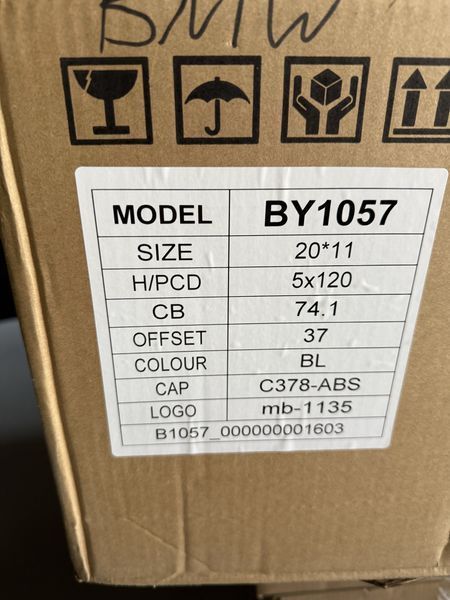 BMW
MODEL BY1057
SIZE 20*11
H/PCD 5x120
CB 74.1
OFFSET 37
COLOUR BL
CAP C378-ABS
LOGO mb-1135
B1057_000000001603